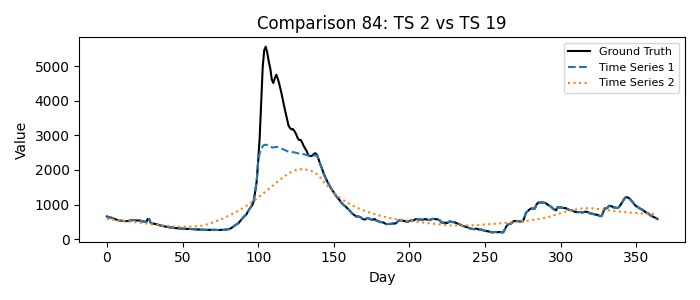 Comparison 84: TS 2 vs TS 19
Ground Truth
Time Series 1
Time Series 2
Value
5000
4000
3000
2000
1000
0
0 50 100 150 200 250 300 350
Day